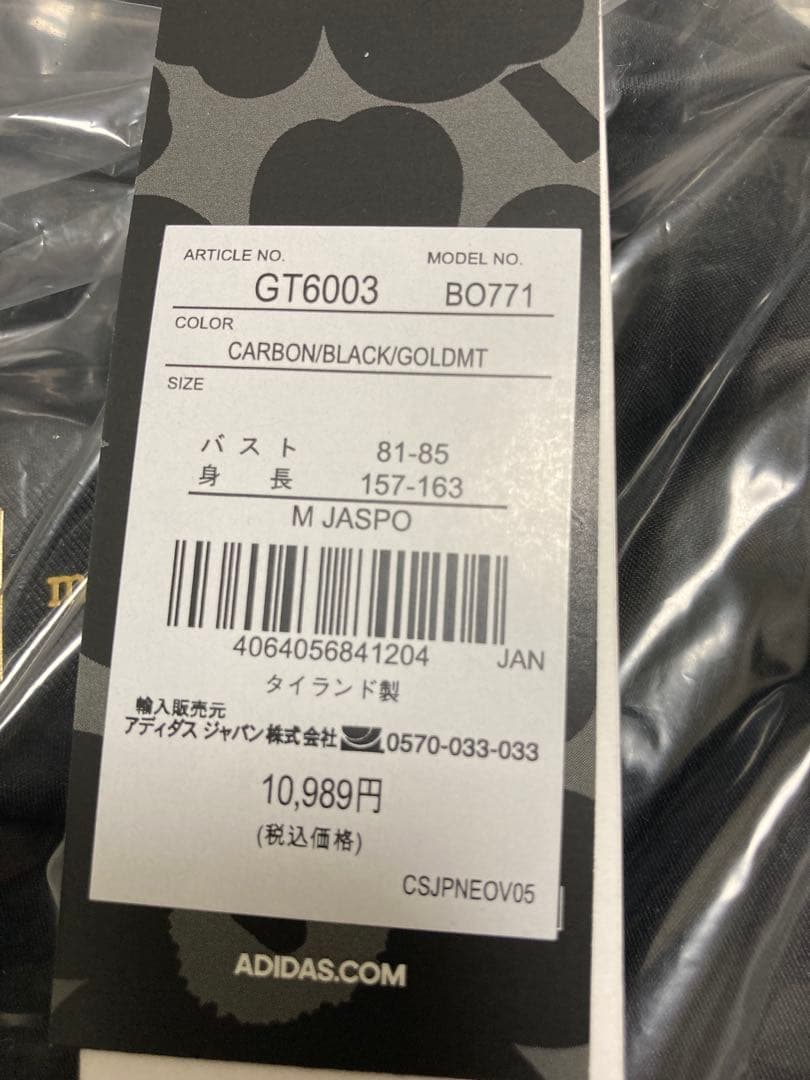 ARTICLE NO. MODEL NO.
GT6003 BO771
COLOR
CARBON/BLACK/GOLDMT
SIZE
バスト 81-85
身長 157-163
M JASPO
4064056841204 JAN
タイランド製
輸入販売元
アディダス ジャパン株式会社 0570-033-033
10,989円
(税込価格)
CSJPNEOV05
ADIDAS.COM